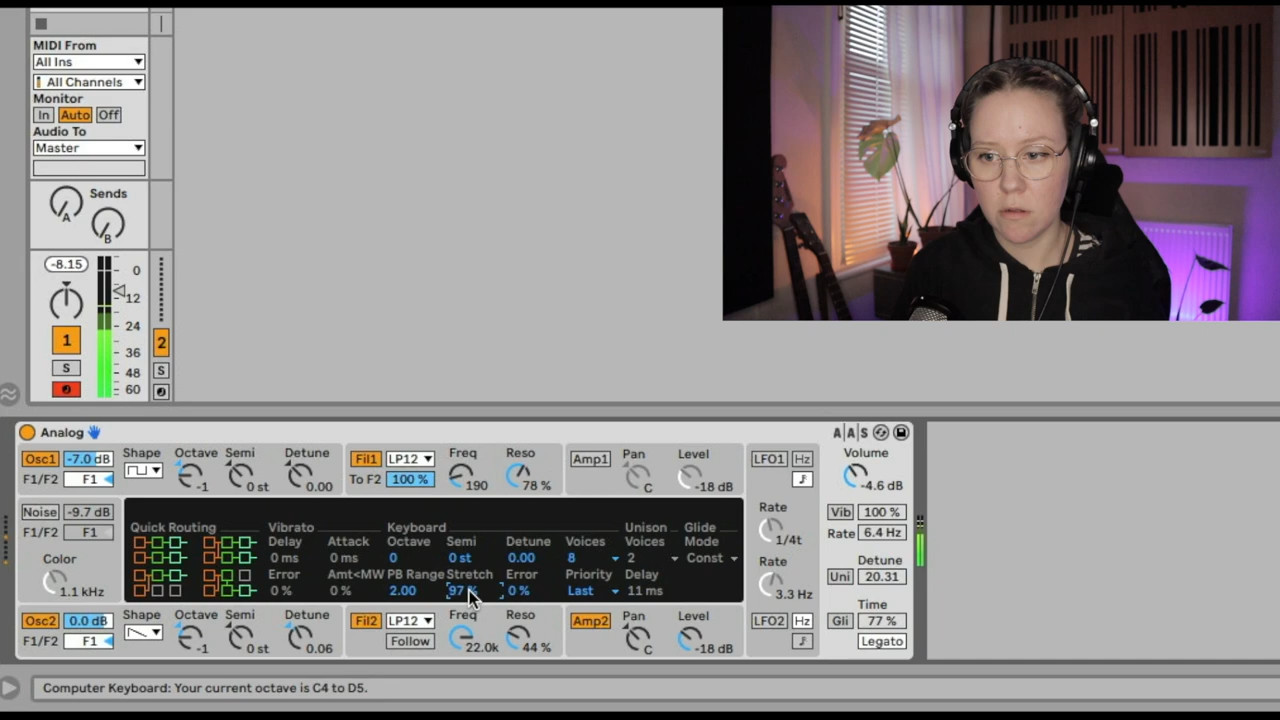 MIDI From
All Ins
All Channels
Monitor
In Auto Off
Audio To
Master
Sends
A
B
-8.15
0
12
24
36
48
60
1
2
S
S
Analog
A|A|S
Osc1 -7.0 dB Shape Octave Semi Detune
F1/F2 F1 -1 0 st 0.00
Fil1 LP12 Freq Reso
To F2 100 % 190 78 %
Amp1 Pan Level
C -18 dB
LFO1 Hz
Volume
-4.6 dB
Noise -9.7 dB
F1/F2 F1
Color
1.1 kHz
Quick Routing Vibrato Keyboard Unison Glide
Delay Attack Octave Semi Detune Voices Voices Mode
0 ms 0 ms 0 0 st 0.00 8 2 Const
Error Amt<MW PB Range Stretch Error Priority Delay
0 % 0 % 2.00 97 % 0 % Last 11 ms
Rate
1/4t
Rate
3.3 Hz
Vib 100 %
Rate 6.4 Hz
Detune
Uni 20.31
Time
Gli 77 %
Legato
Osc2 0.0 dB Shape Octave Semi Detune
F1/F2 F1 -1 0 st 0.06
Fil2 LP12 Freq Reso
Follow 22.0k 44 %
Amp2 Pan Level
C -18 dB
LFO2 Hz
Computer Keyboard: Your current octave is C4 to D5.